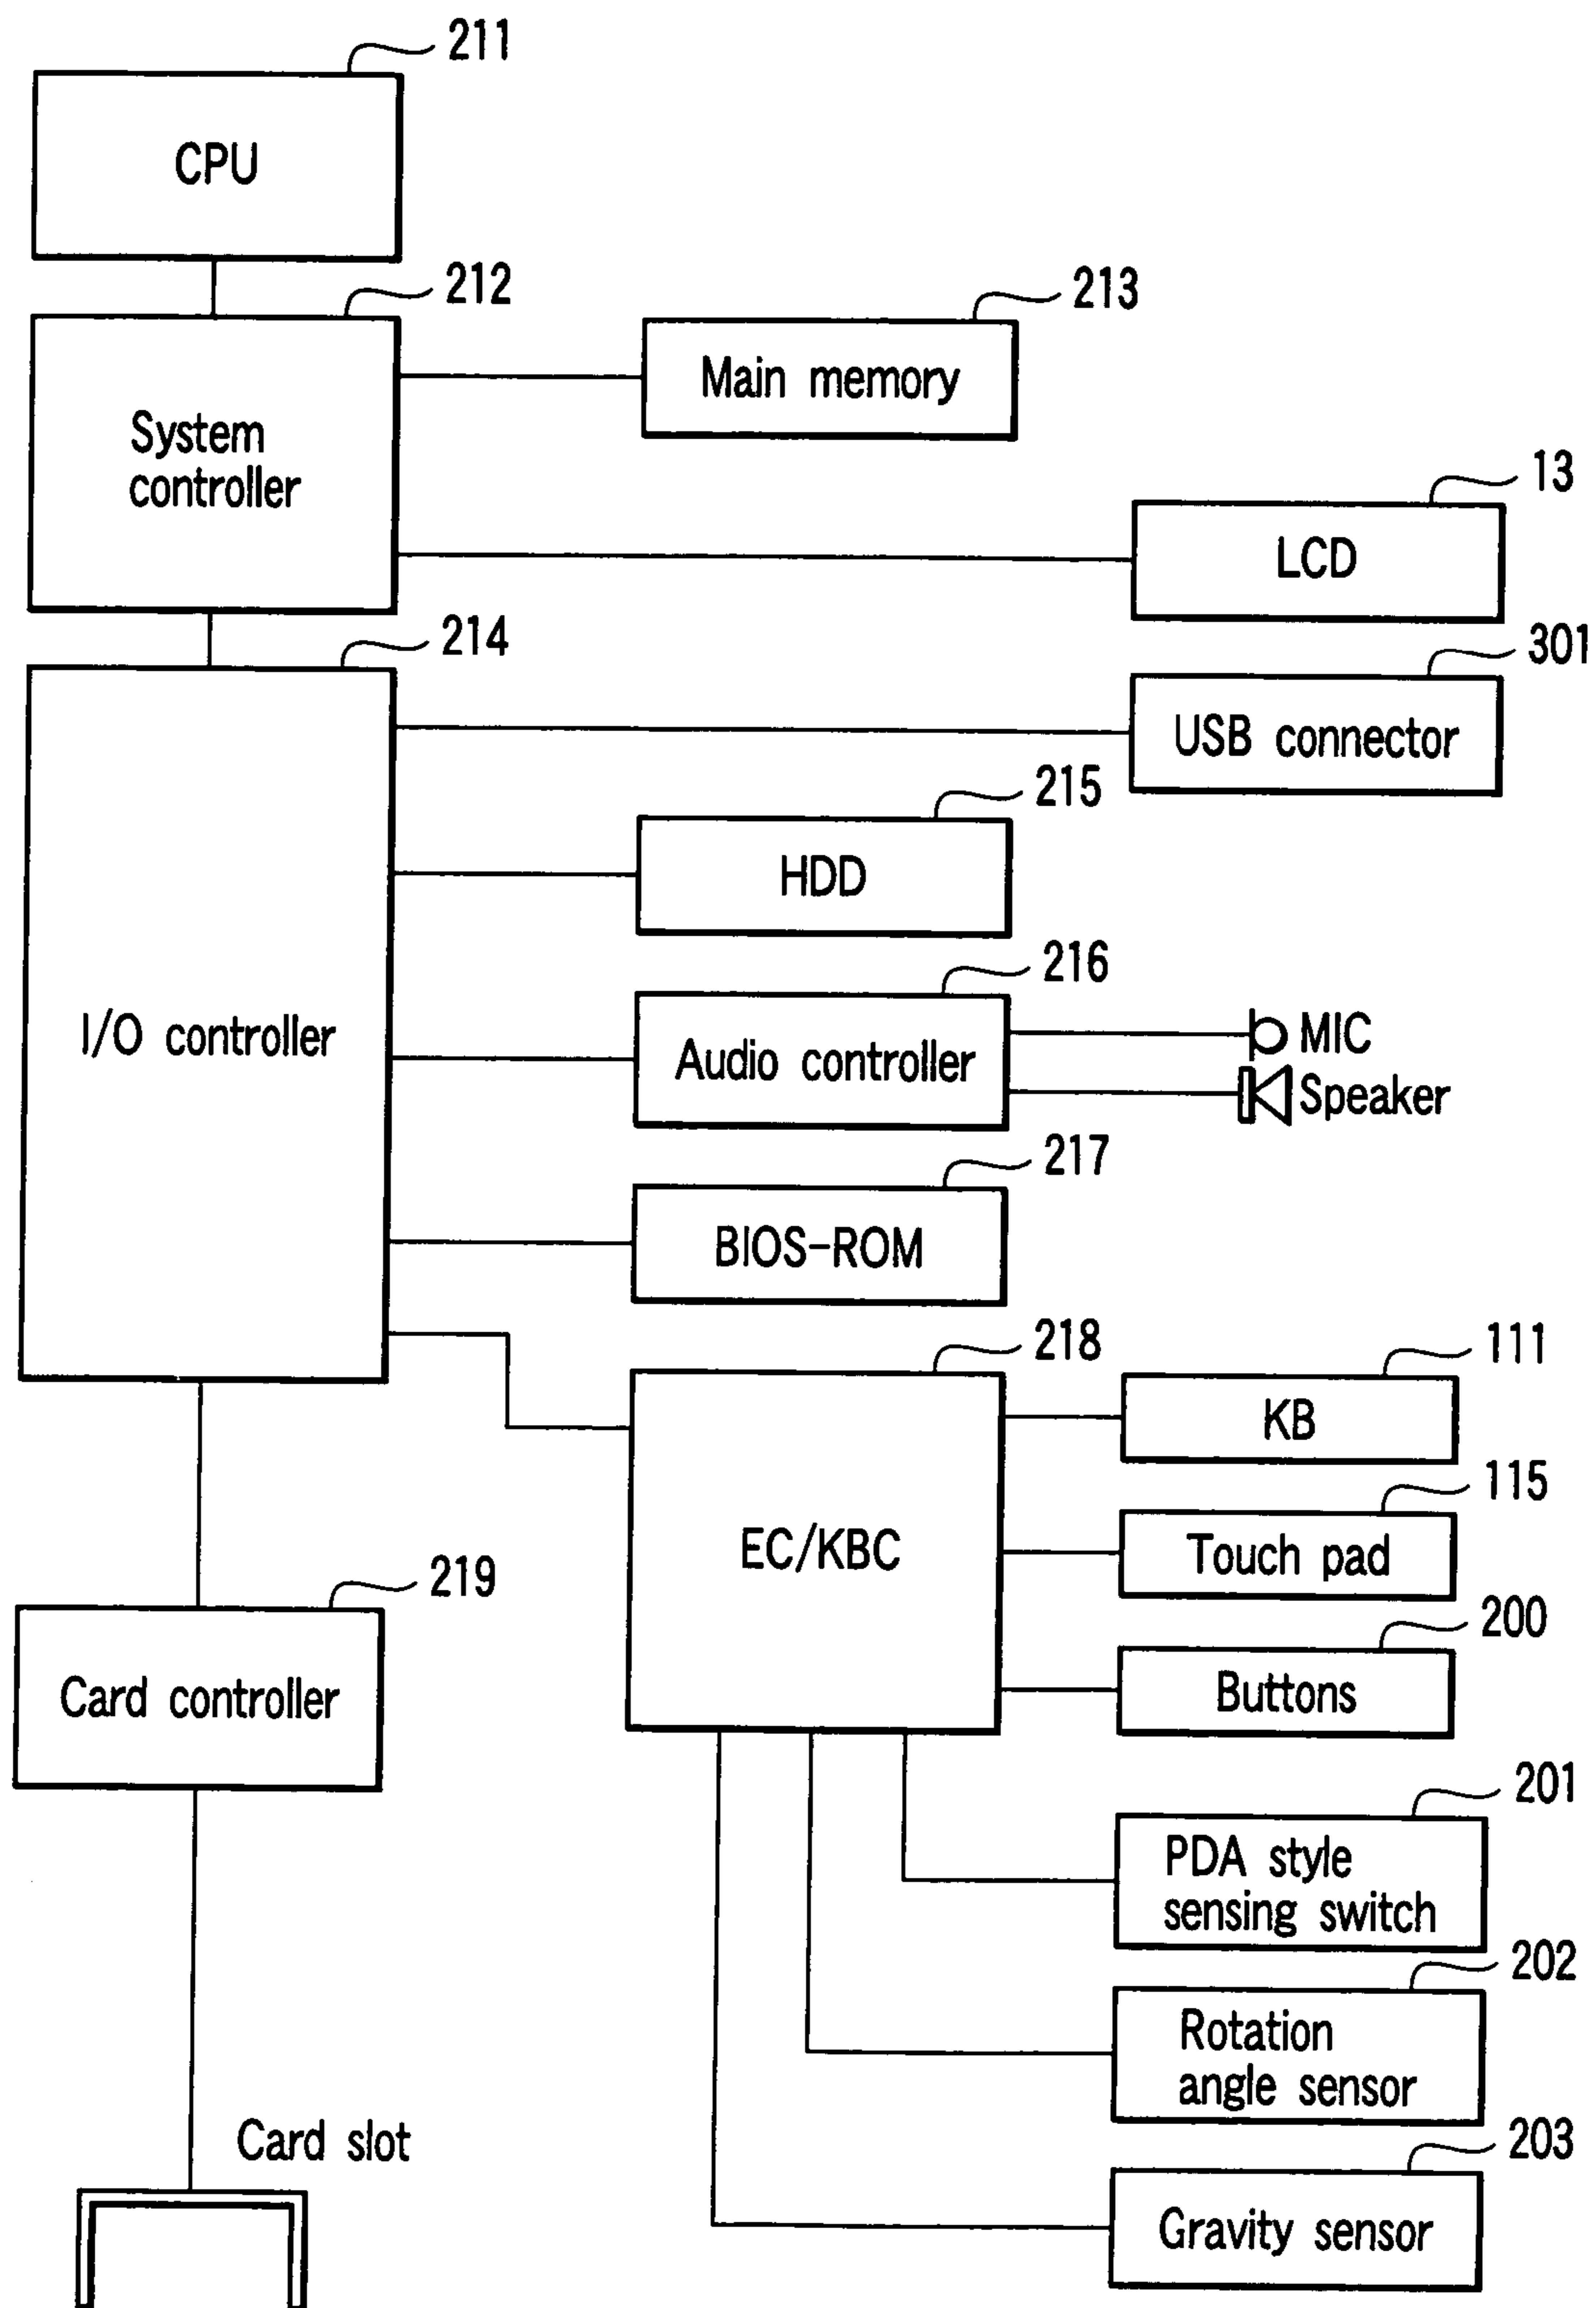 211
CPU
212
213
Main memory
System
controller
13
LCD
214
301
USB connector
215
HDD
216
I/O controller
Audio controller
MIC
Speaker
217
BIOS-ROM
218
111
KB
115
EC/KBC
Touch pad
219
200
Card controller
Buttons
201
PDA style
sensing switch
202
Rotation
angle sensor
Card slot
203
Gravity sensor